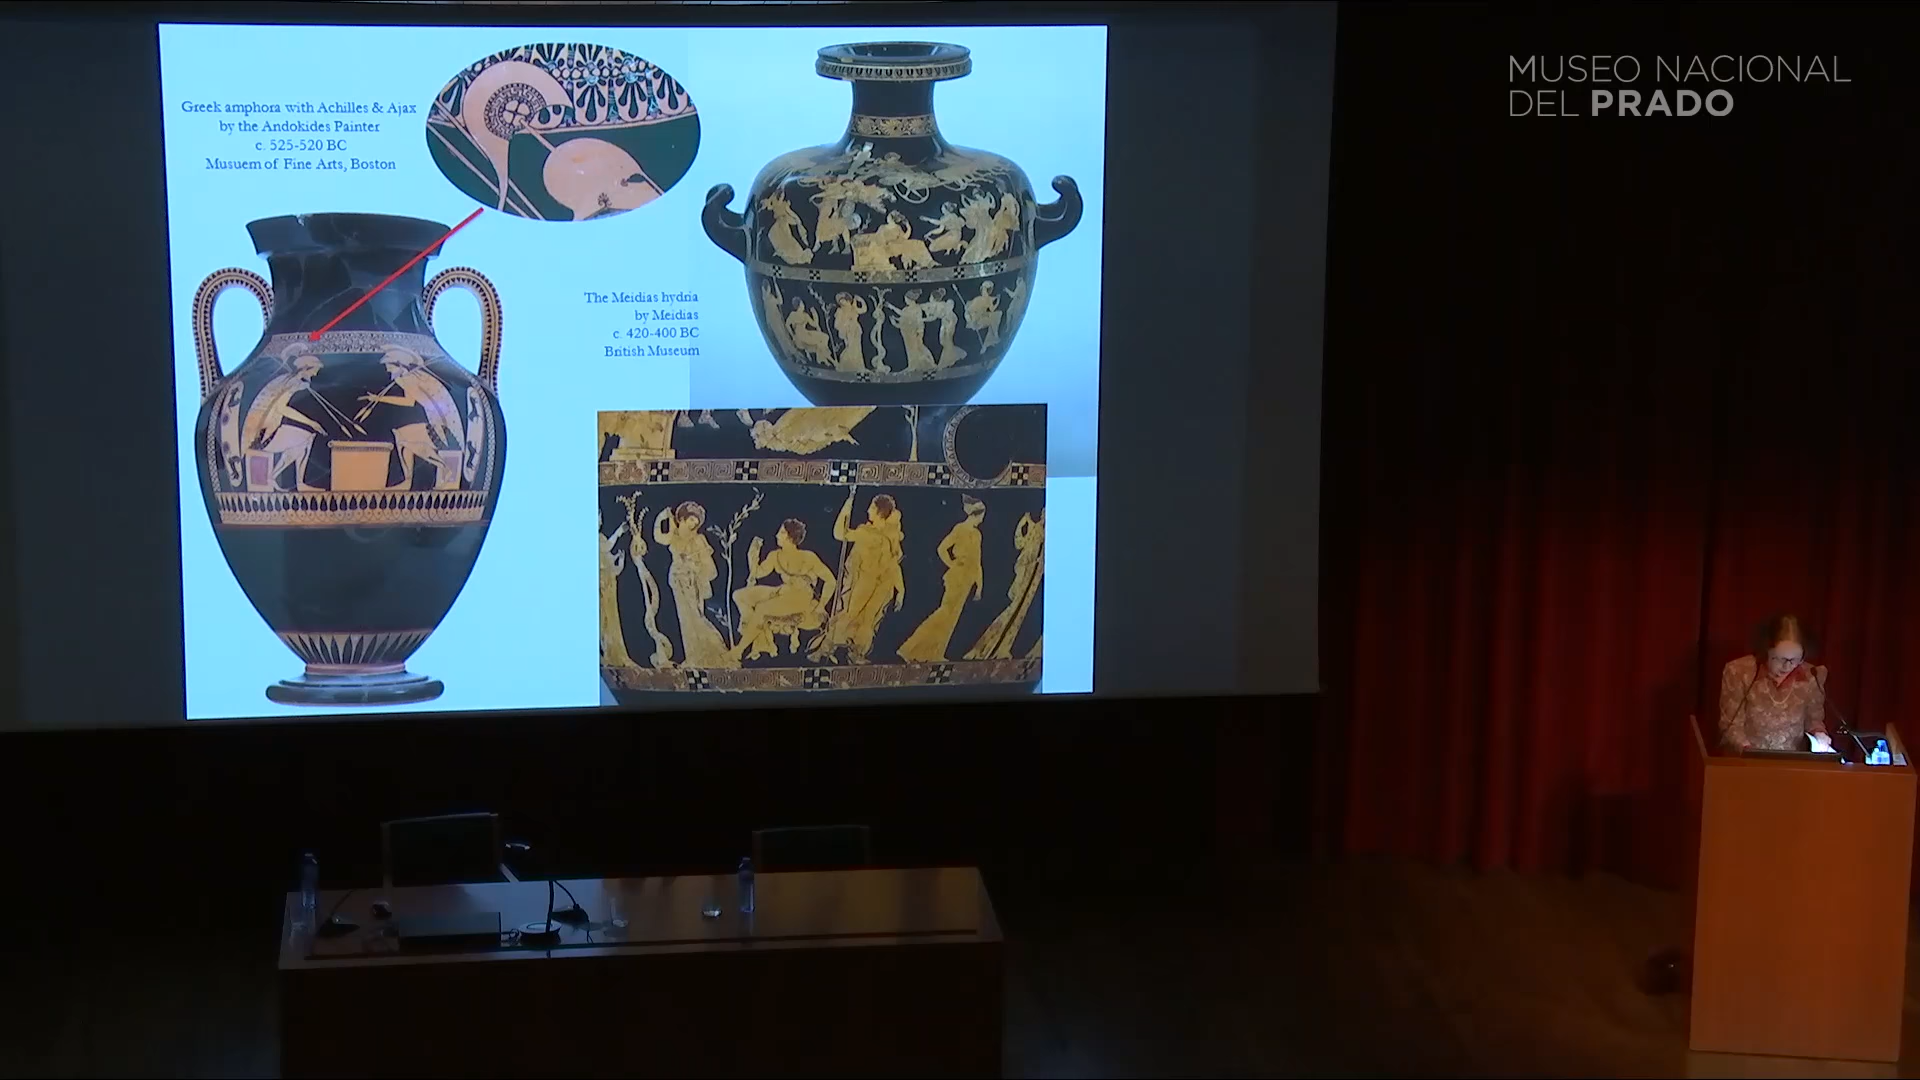 Greek amphora with Achilles & Ajax
by the Andokides Painter
c. 525-520 BC
Musuem of Fine Arts, Boston
The Meidias hydria
by Meidias
c. 420-400 BC
British Museum
MUSEO NACIONAL
DEL PRADO